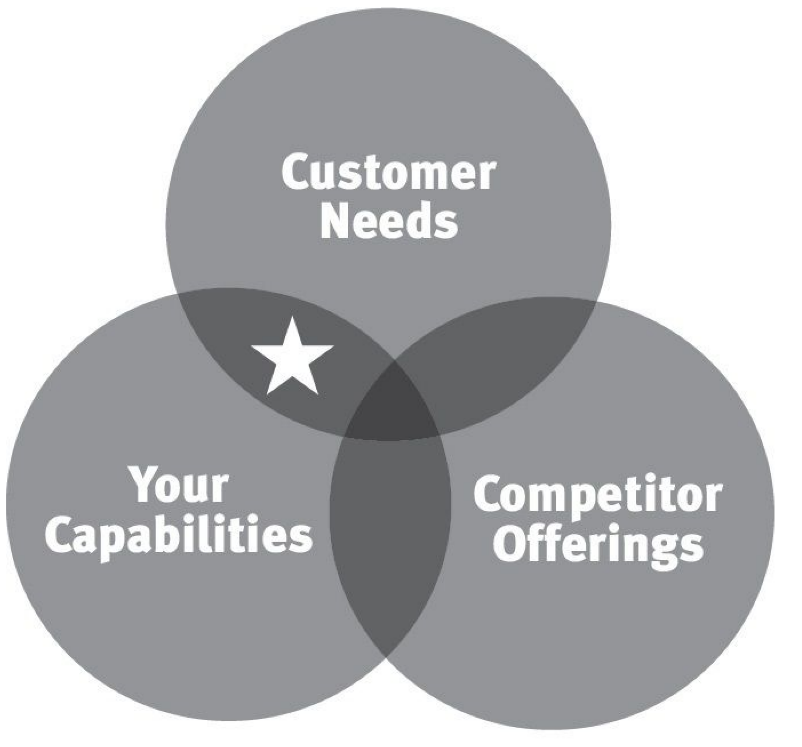 Customer
Needs
Your
Capabilities
Competitor
Offerings